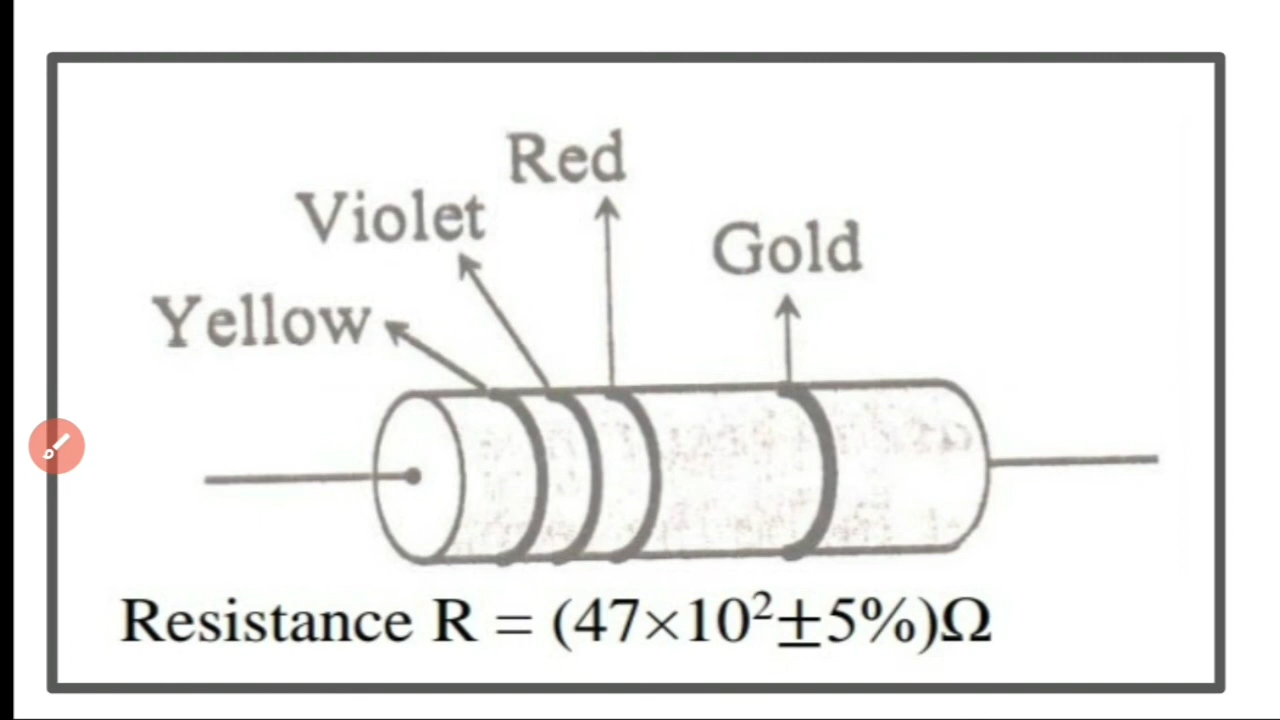 Red
Violet
Gold
Yellow
Resistance R = (47×10²±5%)Ω